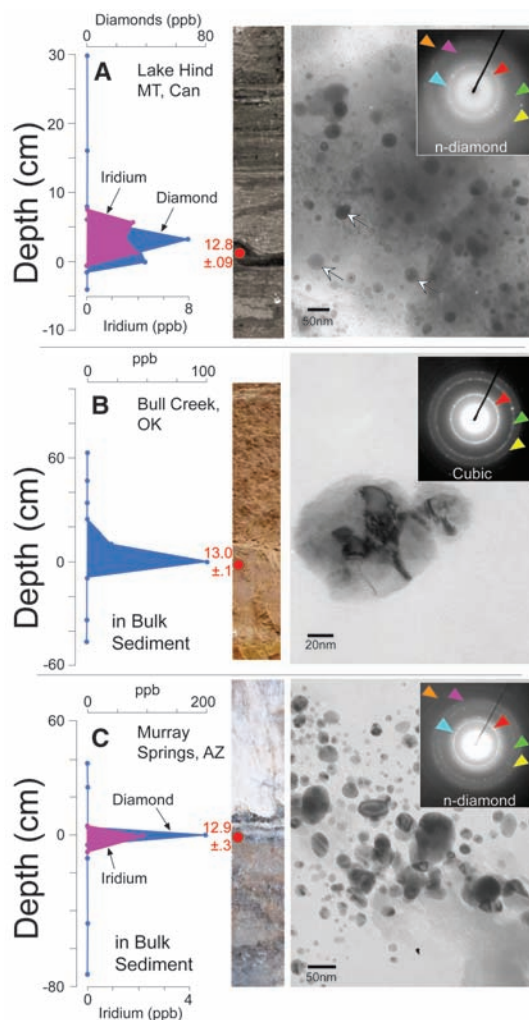 Diamonds (ppb)
0 80
30
20
10
0
-10
Depth (cm)
A Lake Hind
MT, Can
Iridium
Diamond
12.8
±.09
0 8
Iridium (ppb)
50nm
n-diamond
ppb
0 100
60
0
-60
Depth (cm)
B Bull Creek,
OK
13.0
±.1
in Bulk
Sediment
20nm
Cubic
ppb
0 200
60
0
-80
Depth (cm)
C Murray
Springs, AZ
Diamond
12.9
±.3
Iridium
in Bulk
Sediment
0 4
Iridium (ppb)
50nm
n-diamond